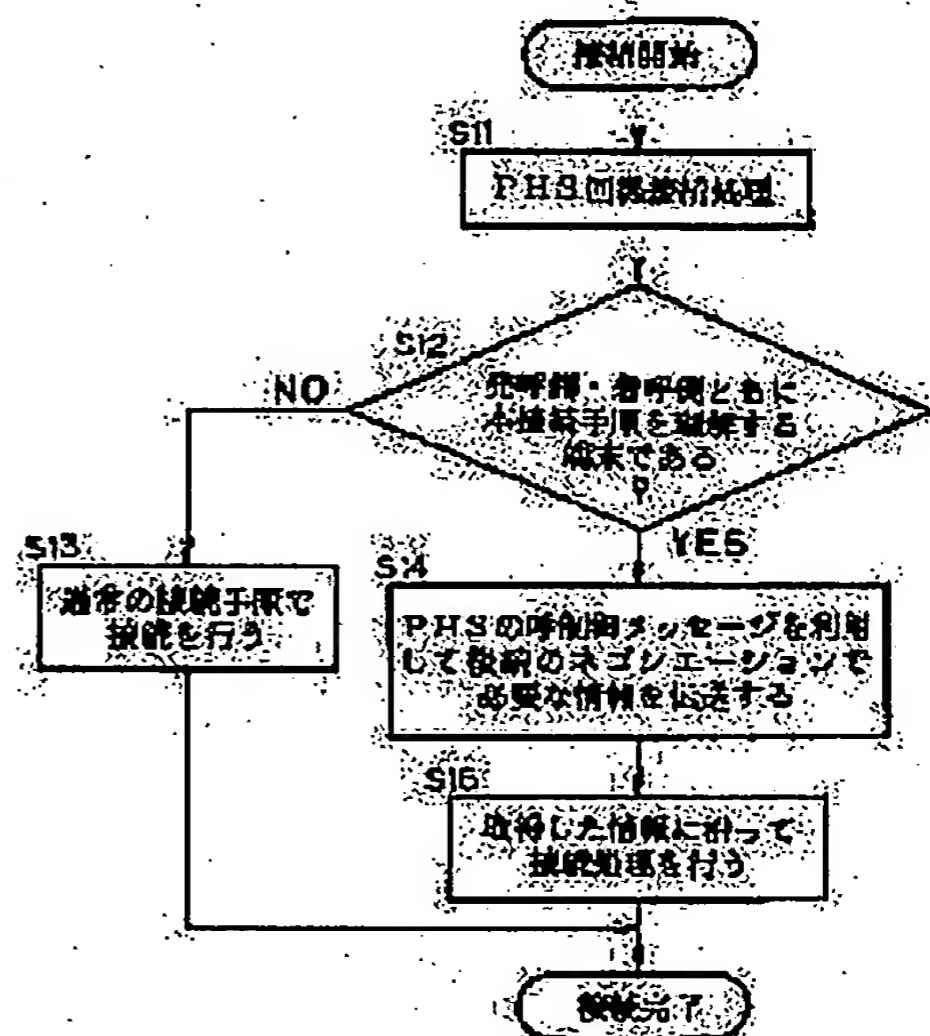 接続開始
S11
PHS回線接続処理
S12
NO
発呼側・着呼側ともに
本接続手順を理解する
端末である
?
YES
S13
通常の接続手順で
接続を行う
S14
PHSの呼制御メッセージを利用
して接続のネゴシエーションで
必要な情報を伝送する
S15
取得した情報に沿って
接続処理を行う
接続完了